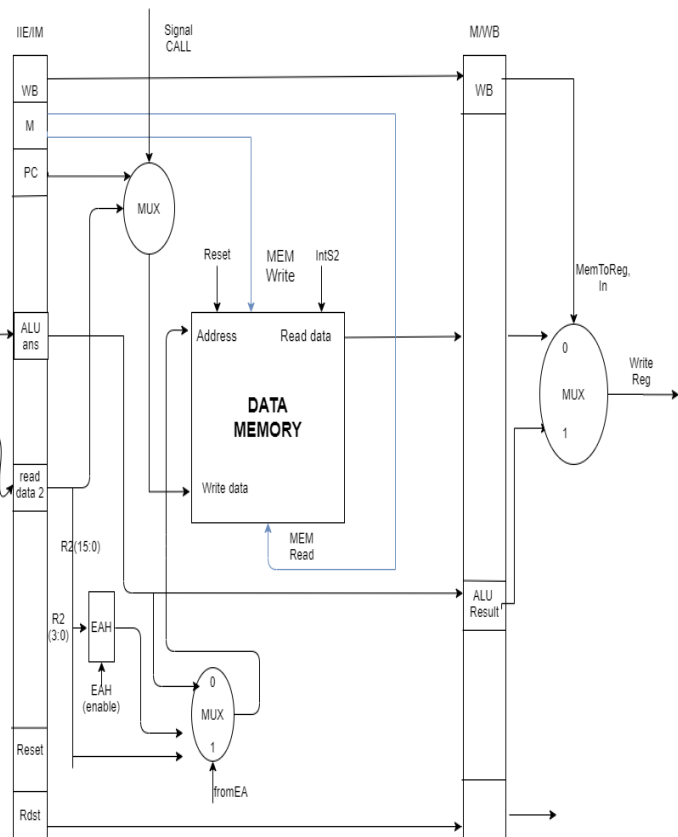 IIE/IM
Signal
CALL
M/WB
WB
WB
M
PC
MUX
Reset
MEM
Write
IntS2
MemToReg,
In
ALU
ans
Address
Read data
0
Write
Reg
DATA
MEMORY
MUX
1
read
data 2
Write data
R2(15:0)
MEM
Read
ALU
Result
R2
(3:0)
EAH
EAH
(enable)
0
MUX
1
Reset
fromEA
Rdst